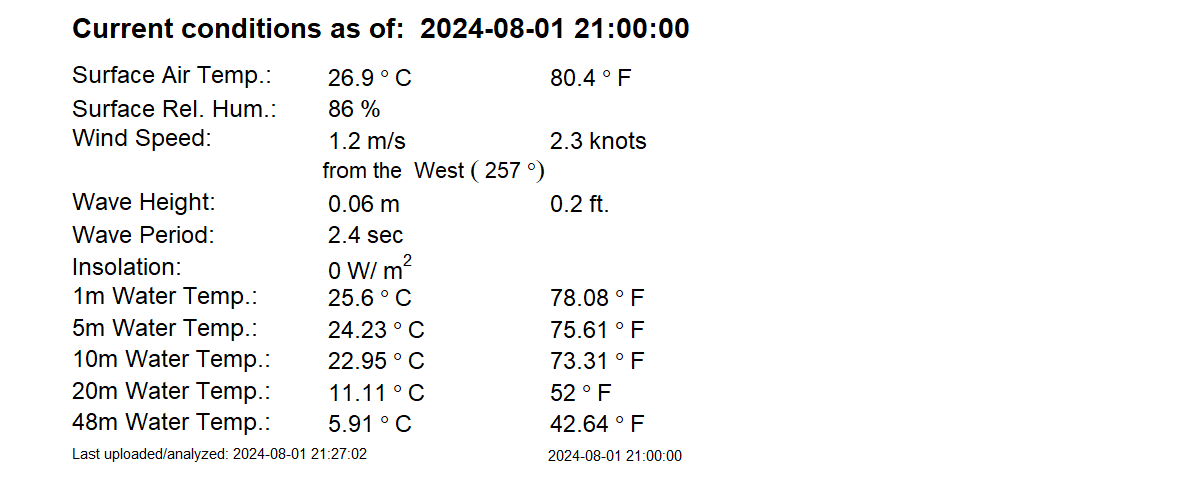 Current conditions as of: 2024-08-01 21:00:00
Surface Air Temp.: 26.9 ° C 80.4 ° F
Surface Rel. Hum.: 86 %
Wind Speed: 1.2 m/s 2.3 knots
from the West ( 257 °)
Wave Height: 0.06 m 0.2 ft.
Wave Period: 2.4 sec
Insolation: 0 W/ m²
1m Water Temp.: 25.6 ° C 78.08 ° F
5m Water Temp.: 24.23 ° C 75.61 ° F
10m Water Temp.: 22.95 ° C 73.31 ° F
20m Water Temp.: 11.11 ° C 52 ° F
48m Water Temp.: 5.91 ° C 42.64 ° F
Last uploaded/analyzed: 2024-08-01 21:27:02 2024-08-01 21:00:00